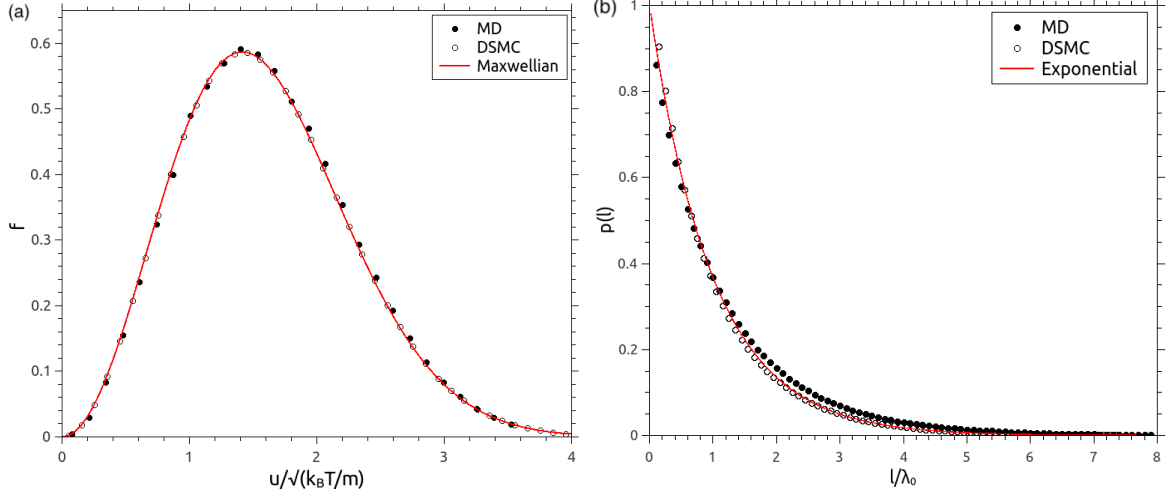 (a)
MD
DSMC
Maxwellian
0.6
0.5
0.4
0.3
0.2
0.1
0
f
0
1
2
3
4
u/√(k_BT/m)
(b)
MD
DSMC
Exponential
1
0.8
0.6
0.4
0.2
0
p(l)
0
1
2
3
4
5
6
7
8
l/λ₀